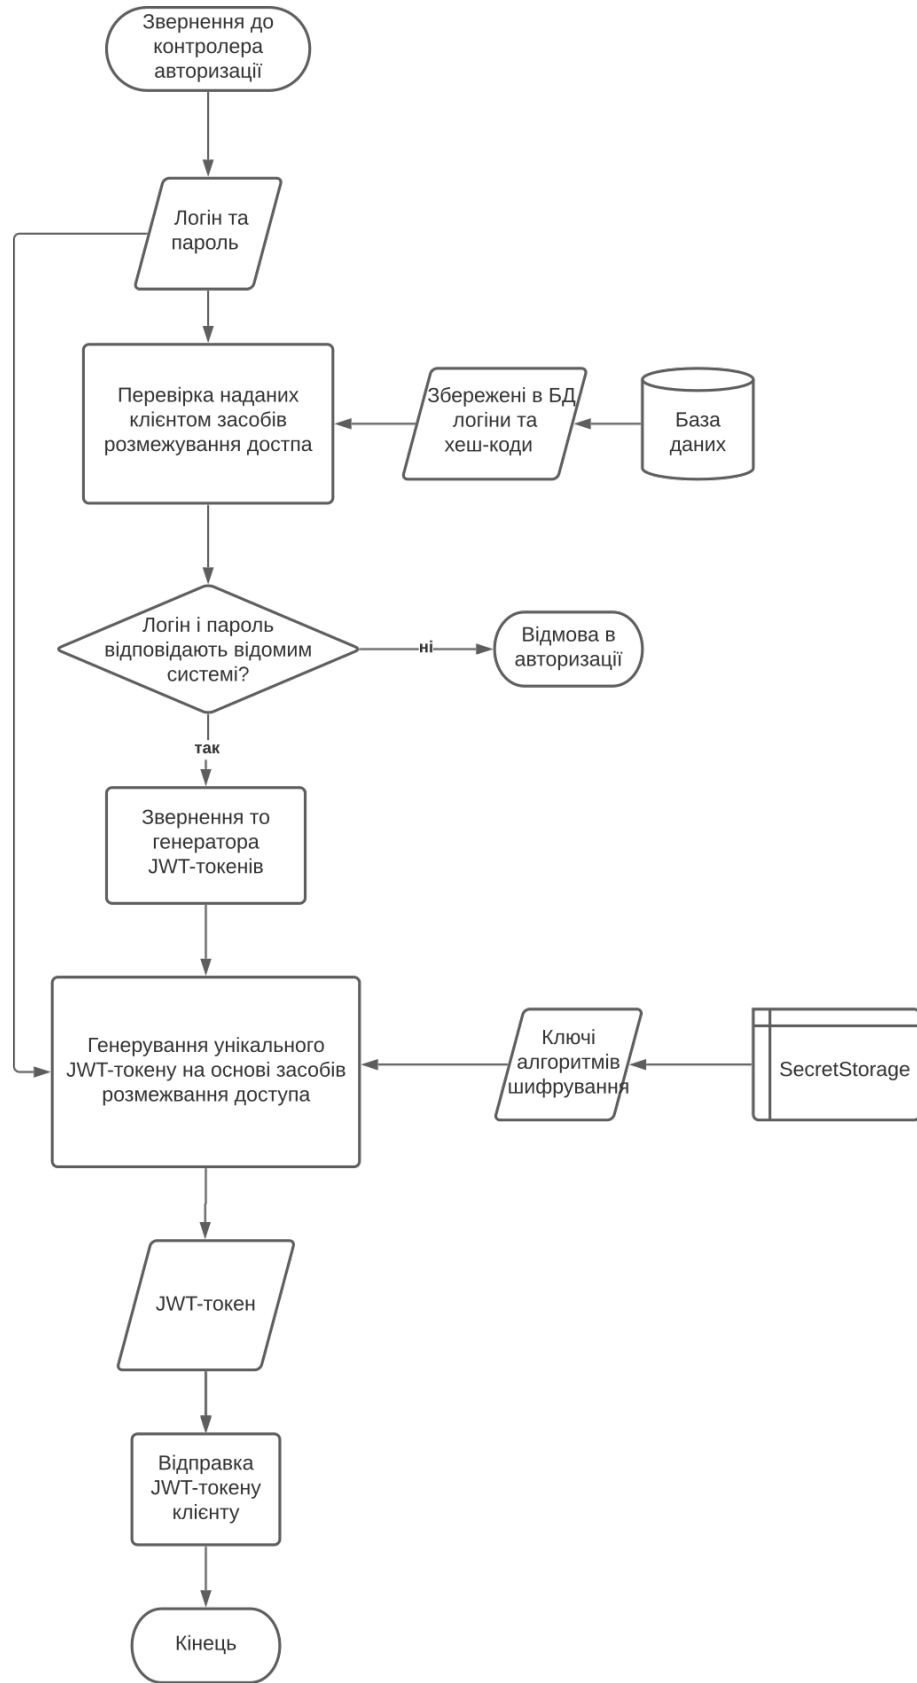 Звернення до
контролера
авторизації
Логін та
пароль
Перевірка наданих
клієнтом засобів
розмежування достпа
Збережені в БД
логіни та
хеш-коди
База
даних
Логін і пароль
відповідають відомим
системі?
ні
Відмова в
авторизації
так
Звернення то
генератора
JWT-токенів
Генерування унікального
JWT-токену на основі засобів
розмежвання доступа
Ключі
алгоритмів
шифрування
SecretStorage
JWT-токен
Відправка
JWT-токену
клієнту
Кінець